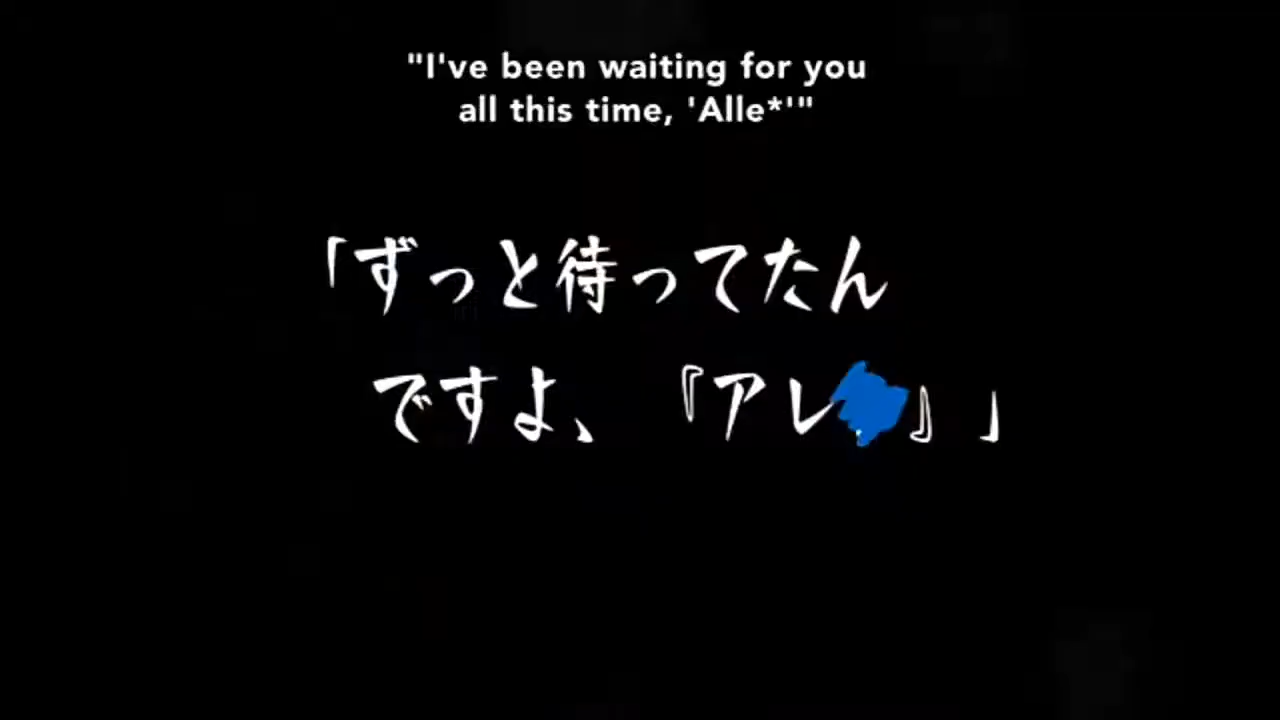 "I've been waiting for you
all this time, 'Alle*'"
「ずっと待ってたん
ですよ、『アレ』」